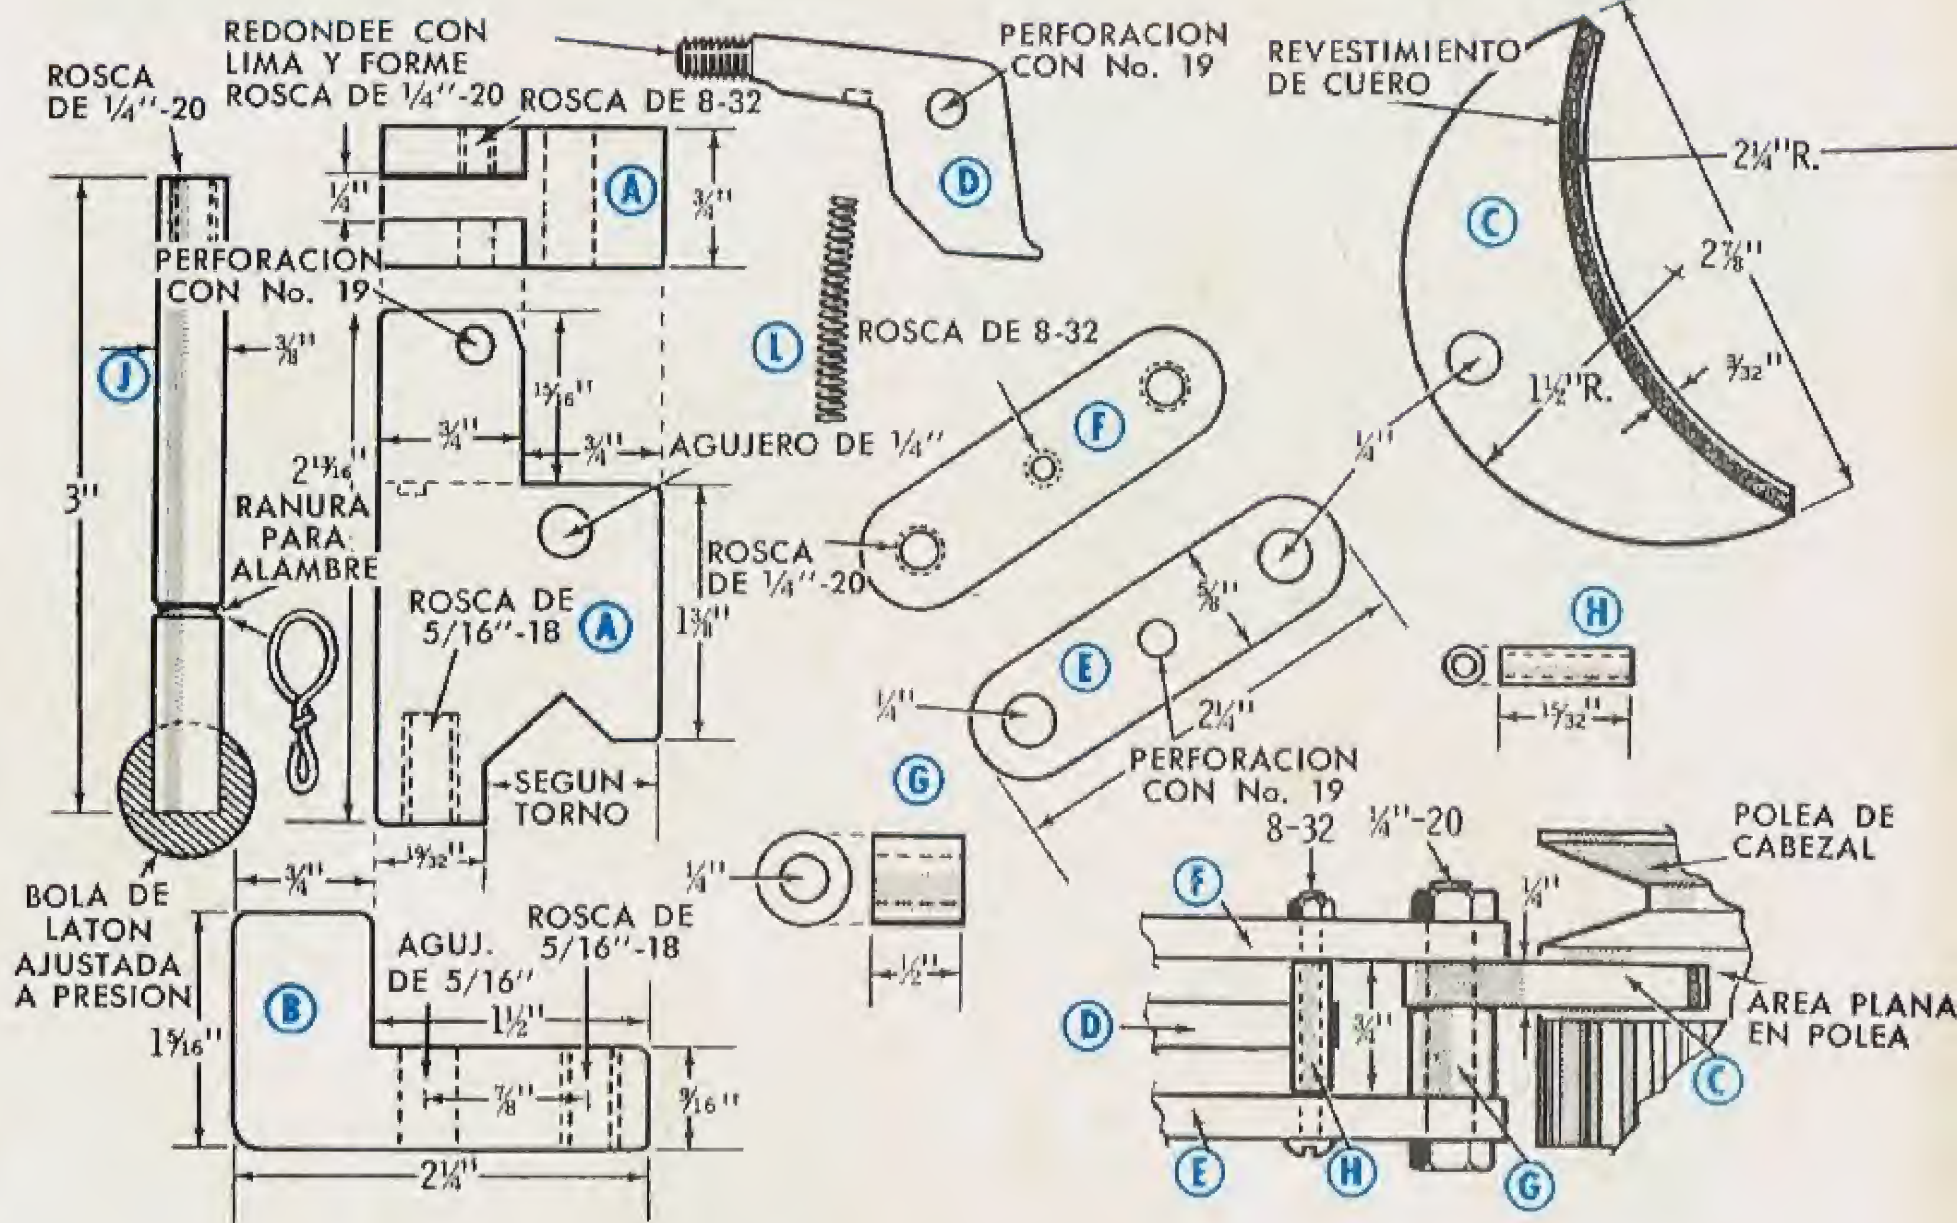 REDONDEE CON
LIMA Y FORME
ROSCA DE 1/4"-20
ROSCA
DE 1/4"-20
ROSCA DE 8-32
PERFORACION
CON No. 19
REVESTIMIENTO
DE CUERO
2 1/4"R.
1/4"
A
3/4"
D
C
2 7/8"
PERFORACION
CON No. 19
J
3/8"
L
ROSCA DE 8-32
15/16"
1 1/2"R.
3/32"
3/4"
3/4"
AGUJERO DE 1/4"
F
1/4"
3"
2 13/16"
RANURA
PARA
ALAMBRE
ROSCA
DE 1/4"-20
ROSCA DE
5/16"-18
A
1 3/8"
5/8"
H
E
1/4"
2 1/4"
15/32"
PERFORACION
CON No. 19
SEGUN
TORNO
G
19/32"
3/4"
1/4"
1/2"
8-32
1/4"-20
POLEA DE
CABEZAL
BOLA DE
LATON
AJUSTADA
A PRESION
AGUJ.
DE 5/16"
ROSCA DE
5/16"-18
B
1 1/2"
1 5/16"
7/8"
9/16"
2 1/4"
F
1/4"
D
3/4"
AREA PLANA
EN POLEA
C
E
H
G